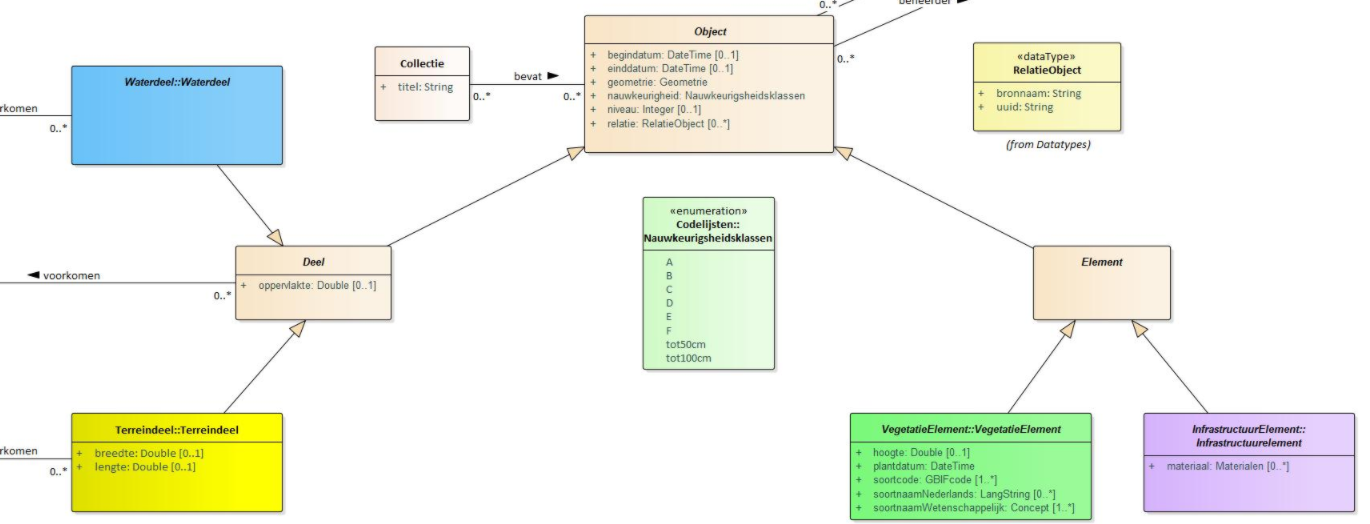 0..*
beheerder
Object
+ begindatum: DateTime [0..1]
+ einddatum: DateTime [0..1]
+ geometrie: Geometrie
+ nauwkeurigheid: Nauwkeurigsheidsklassen
+ niveau: Integer [0..1]
+ relatie: RelatieObject [0..*]
0..*
Collectie
+ titel: String
bevat
0..*
0..*
«dataType»
RelatieObject
+ bronnaam: String
+ uuid: String
(from Datatypes)
Waterdeel::Waterdeel
rkomen
0..*
«enumeration»
Codelijsten::
Nauwkeurigsheidsklassen
A
B
C
D
E
F
tot50cm
tot100cm
Deel
+ oppervlakte: Double [0..1]
voorkomen
0..*
Element
Terreindeel::Terreindeel
+ breedte: Double [0..1]
+ lengte: Double [0..1]
rkomen
0..*
VegetatieElement::VegetatieElement
+ hoogte: Double [0..1]
+ plantdatum: DateTime
+ soortcode: GBIFcode [1..*]
+ soortnaamNederlands: LangString [0..*]
+ soortnaamWetenschappelijk: Concept [1..*]
InfrastructuurElement::
Infrastructuurelement
+ materiaal: Materialen [0..*]